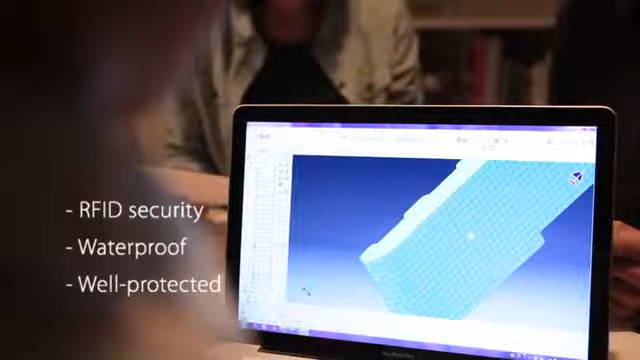 - RFID security
- Waterproof
- Well-protected